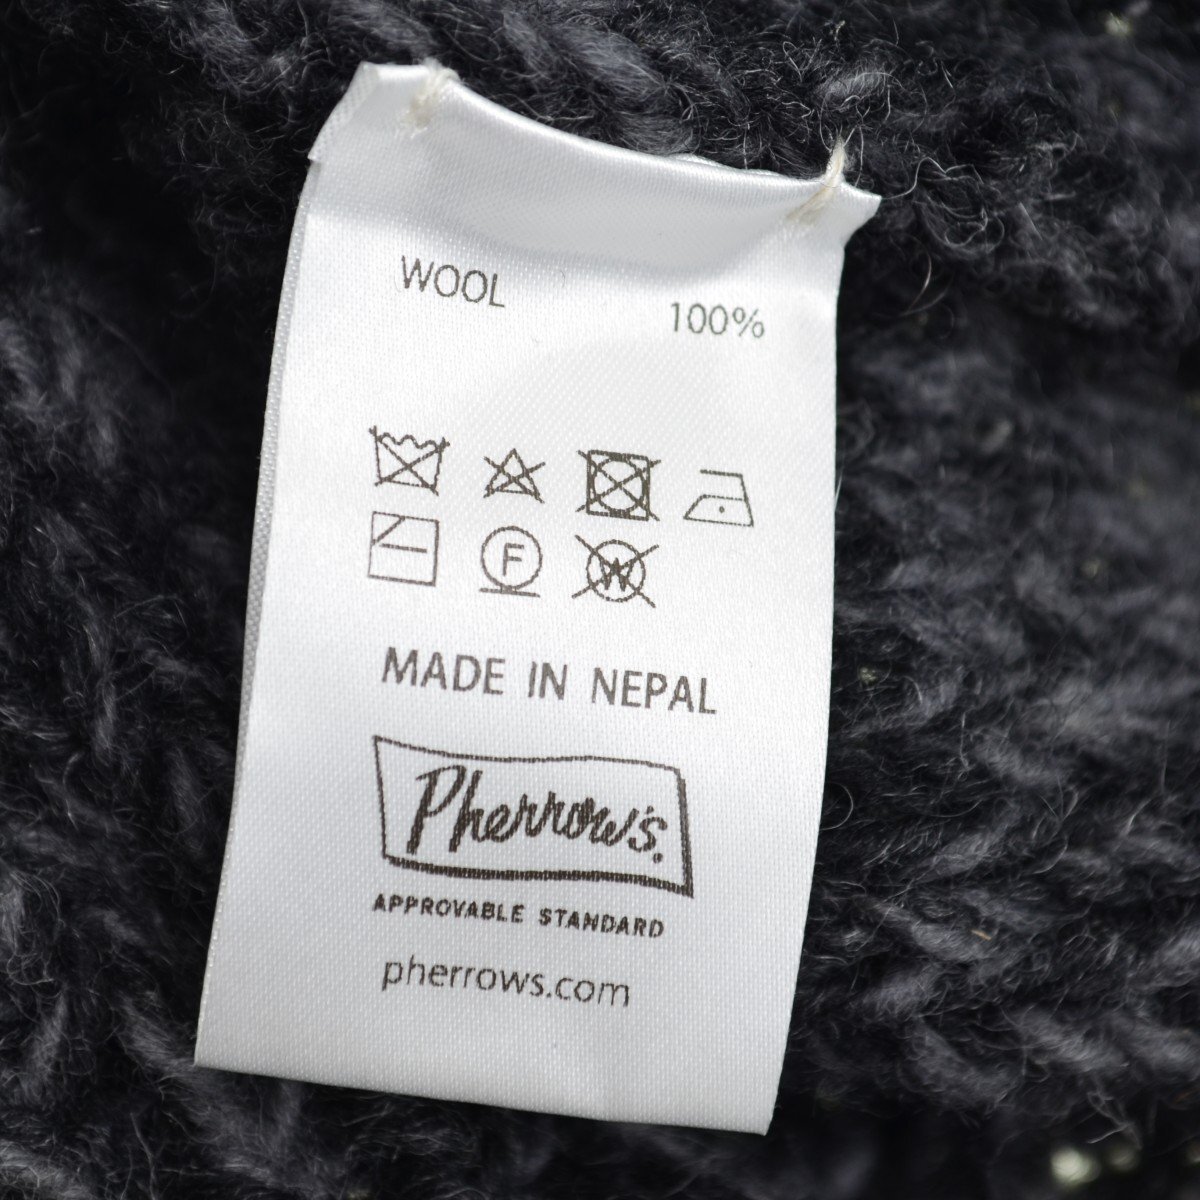 WOOL 100%
F
W
MADE IN NEPAL
Pherrow's.
APPROVABLE STANDARD
pherrows.com